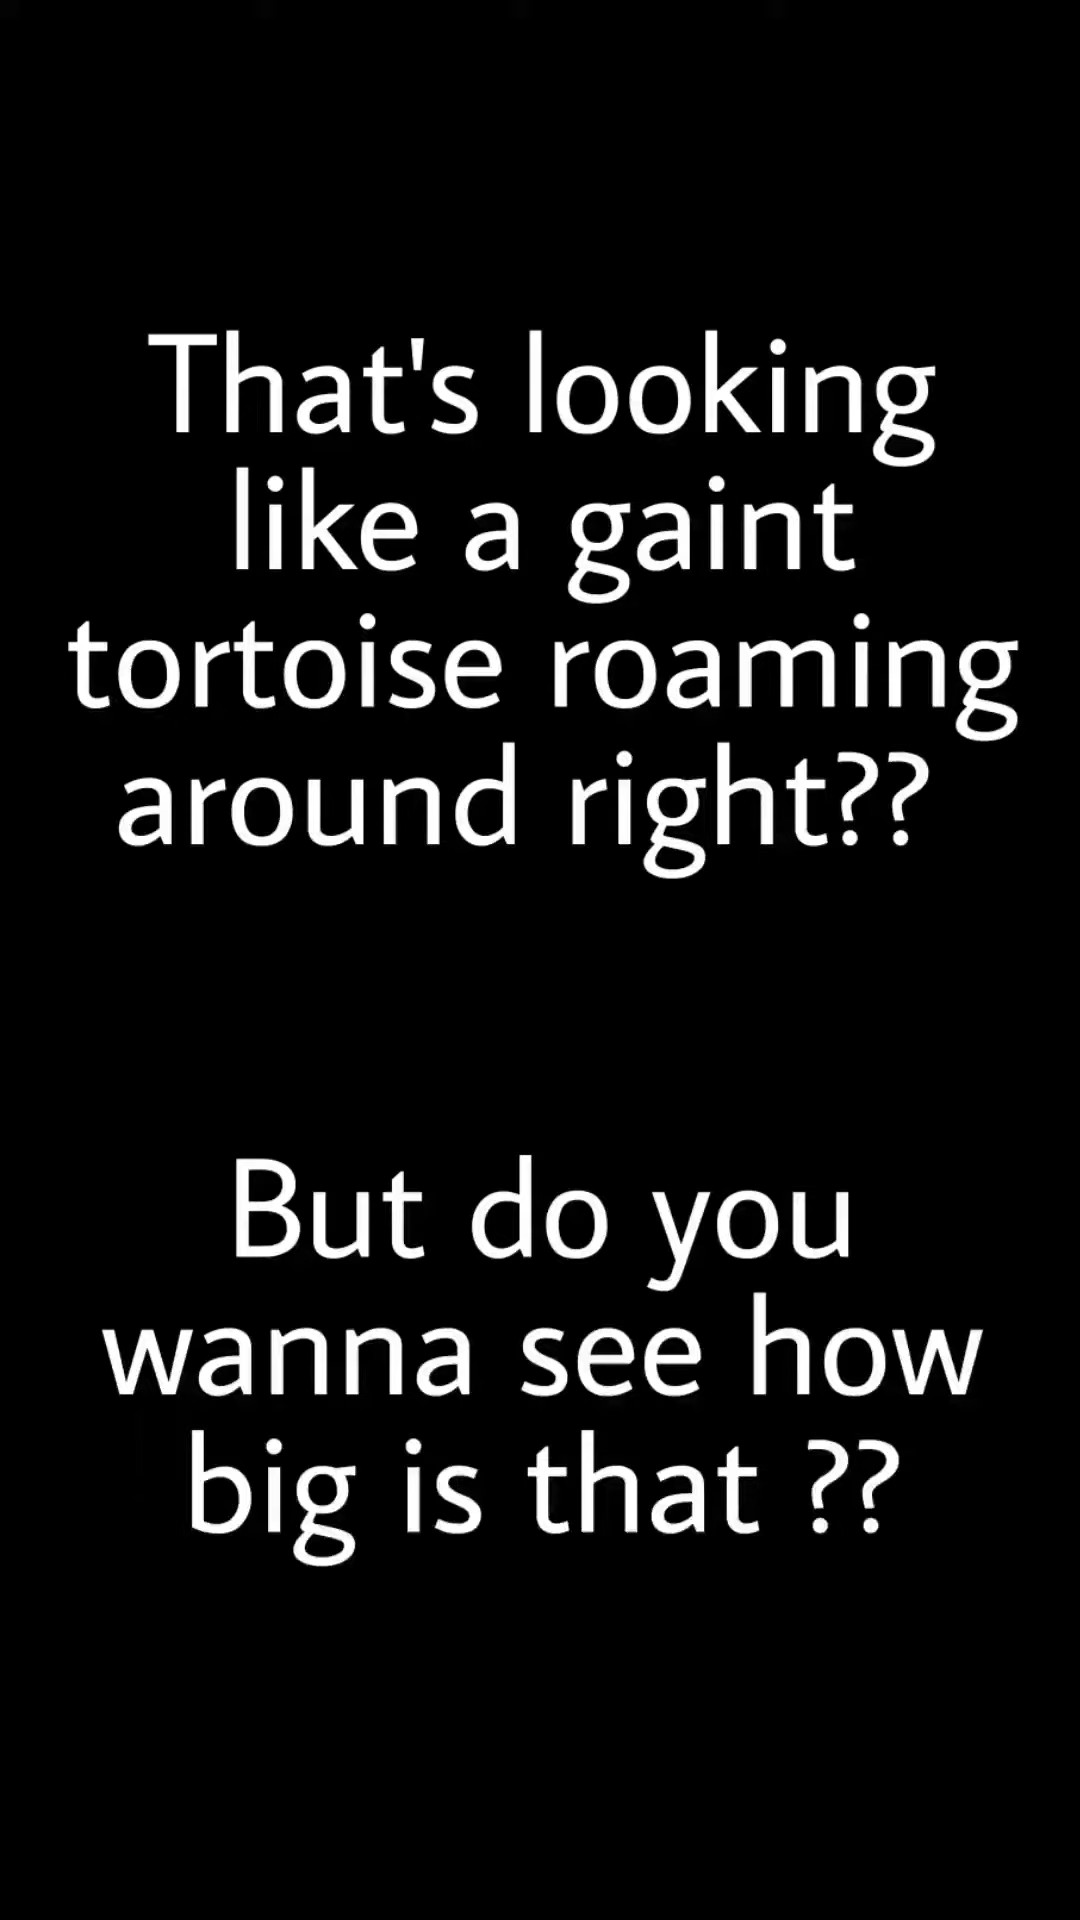 That's looking
like a gaint
tortoise roaming
around right??
But do you
wanna see how
big is that ??